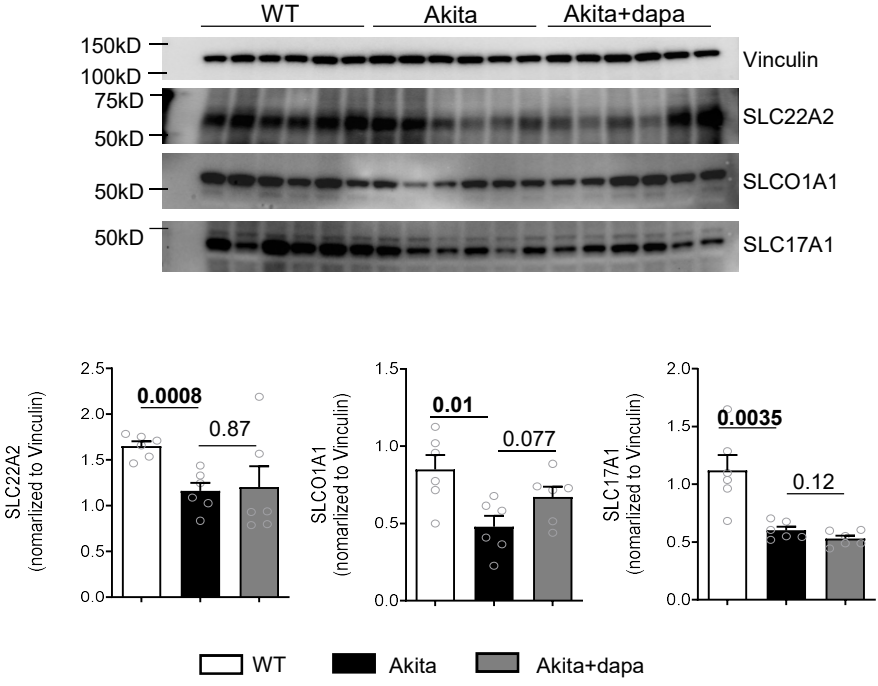 WT Akita Akita+dapa
150kD
Vinculin
100kD
75kD
SLC22A2
50kD
SLCO1A1
50kD
50kD
SLC17A1
SLC22A2
(nomarlized to Vinculin)
2.5
2.0
1.5
1.0
0.5
0.0
0.0008
0.87
SLCO1A1
(nomarlized to Vinculin)
1.5
1.0
0.5
0.0
0.01
0.077
SLC17A1
(nomarlized to Vinculin)
2.0
1.5
1.0
0.5
0.0
0.0035
0.12
WT Akita Akita+dapa